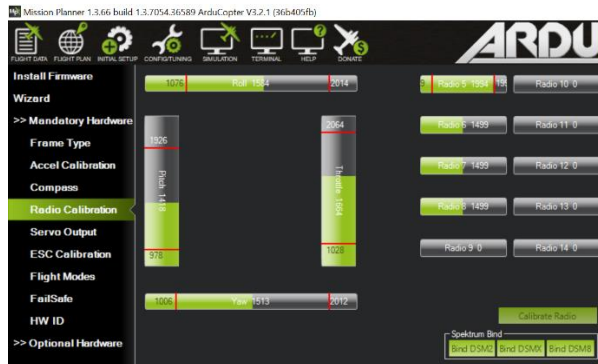 Mission Planner 1.3.66 build 1.3.7054.36589 ArduCopter V3.2.1 (36b405fb)
FLIGHT DATA FLIGHT PLAN INITIAL SETUP CONFIG/TUNING SIMULATION TERMINAL HELP DONATE
ARDU
Install Firmware
Wizard
>> Mandatory Hardware
Frame Type
Accel Calibration
Compass
Radio Calibration
Servo Output
ESC Calibration
Flight Modes
FailSafe
HW ID
>> Optional Hardware
1076 Roll 1584 2014
1926
Pitch 1418
978
2064
Throttle 1664
1028
1006 Yaw 1513 2012
Radio 5 1994
Radio 10 0
Radio 6 1499
Radio 11 0
Radio 7 1499
Radio 12 0
Radio 8 1499
Radio 13 0
Radio 9 0
Radio 14 0
Calibrate Radio
Spektrum Bind
Bind DSM2 Bind DSMX Bind DSM8